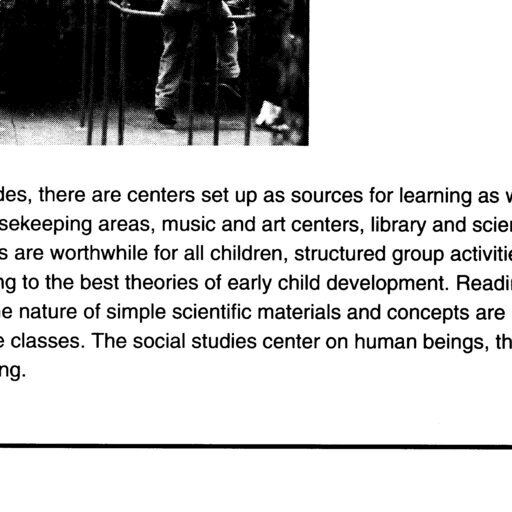 des, there are centers set up as sources for learning as w
sekeeping areas, music and art centers, library and scien
s are worthwhile for all children, structured group activitie
ng to the best theories of early child development. Readi
e nature of simple scientific materials and concepts are
e classes. The social studies center on human beings, th
ng.